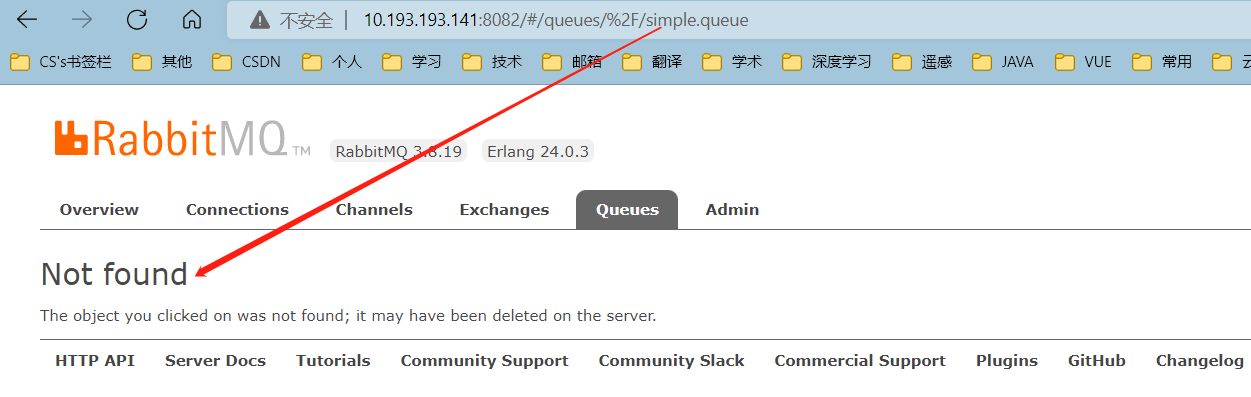 不安全 | 10.193.193.141:8082/#/queues/%2F/simple.queue
CS's书签栏 其他 CSDN 个人 学习 技术 邮箱 翻译 学术 深度学习 遥感 JAVA VUE 常用 云
RabbitMQ TM RabbitMQ 3.8.19 Erlang 24.0.3
Overview Connections Channels Exchanges Queues Admin
Not found
The object you clicked on was not found; it may have been deleted on the server.
HTTP API Server Docs Tutorials Community Support Community Slack Commercial Support Plugins GitHub Changelog